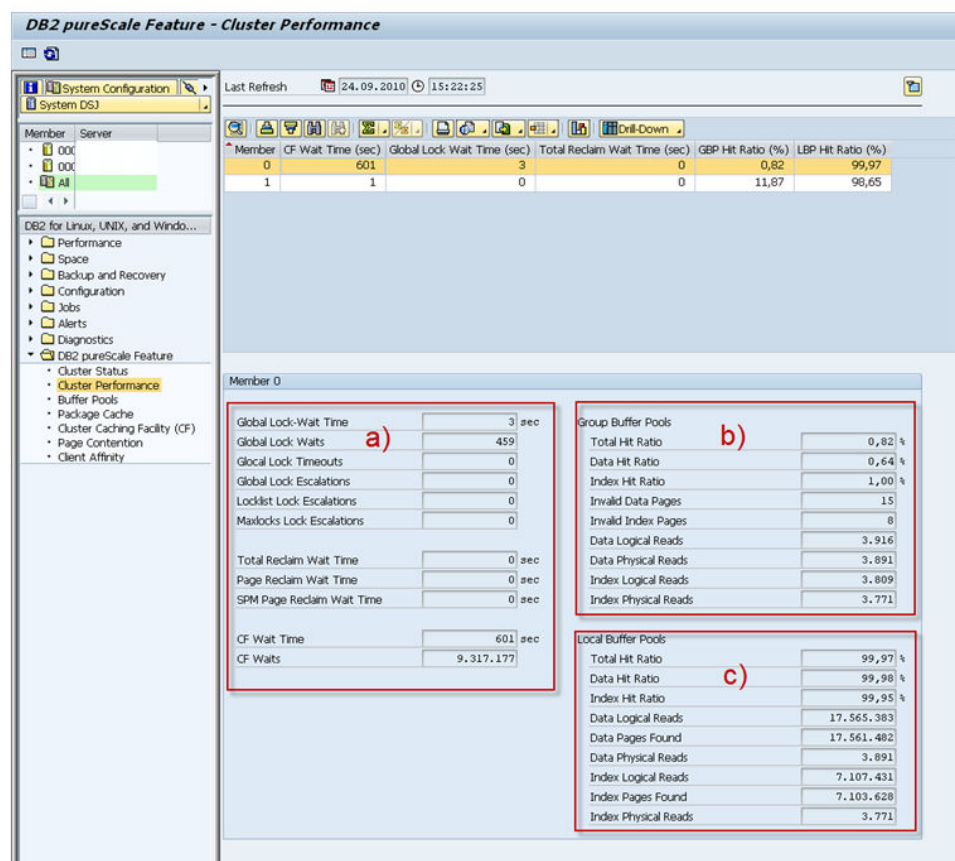 DB2 pureScale Feature - Cluster Performance
System Configuration
System DSJ
Member Server
000
000
All
DB2 for Linux, UNIX, and Windo...
Performance
Space
Backup and Recovery
Configuration
Jobs
Alerts
Diagnostics
DB2 pureScale Feature
Cluster Status
Cluster Performance
Buffer Pools
Package Cache
Cluster Caching Facility (CF)
Page Contention
Client Affinity
Last Refresh 24.09.2010 15:22:25
Drill-Down
Member CF Wait Time (sec) Global Lock Wait Time (sec) Total Reclaim Wait Time (sec) GBP Hit Ratio (%) LBP Hit Ratio (%)
0 601 3 0 0,82 99,97
1 1 0 0 11,87 98,65
Member 0
a)
Global Lock-Wait Time 3 sec
Global Lock Waits 459
Glocal Lock Timeouts 0
Global Lock Escalations 0
Locklist Lock Escalations 0
Maxlocks Lock Escalations 0
Total Reclaim Wait Time 0 sec
Page Reclaim Wait Time 0 sec
SPM Page Reclaim Wait Time 0 sec
CF Wait Time 601 sec
CF Waits 9.317.177
Group Buffer Pools
b)
Total Hit Ratio 0,82 %
Data Hit Ratio 0,64 %
Index Hit Ratio 1,00 %
Invalid Data Pages 15
Invalid Index Pages 8
Data Logical Reads 3.916
Data Physical Reads 3.891
Index Logical Reads 3.809
Index Physical Reads 3.771
Local Buffer Pools
c)
Total Hit Ratio 99,97 %
Data Hit Ratio 99,98 %
Index Hit Ratio 99,95 %
Data Logical Reads 17.565.383
Data Pages Found 17.561.482
Data Physical Reads 3.891
Index Logical Reads 7.107.431
Index Pages Found 7.103.628
Index Physical Reads 3.771